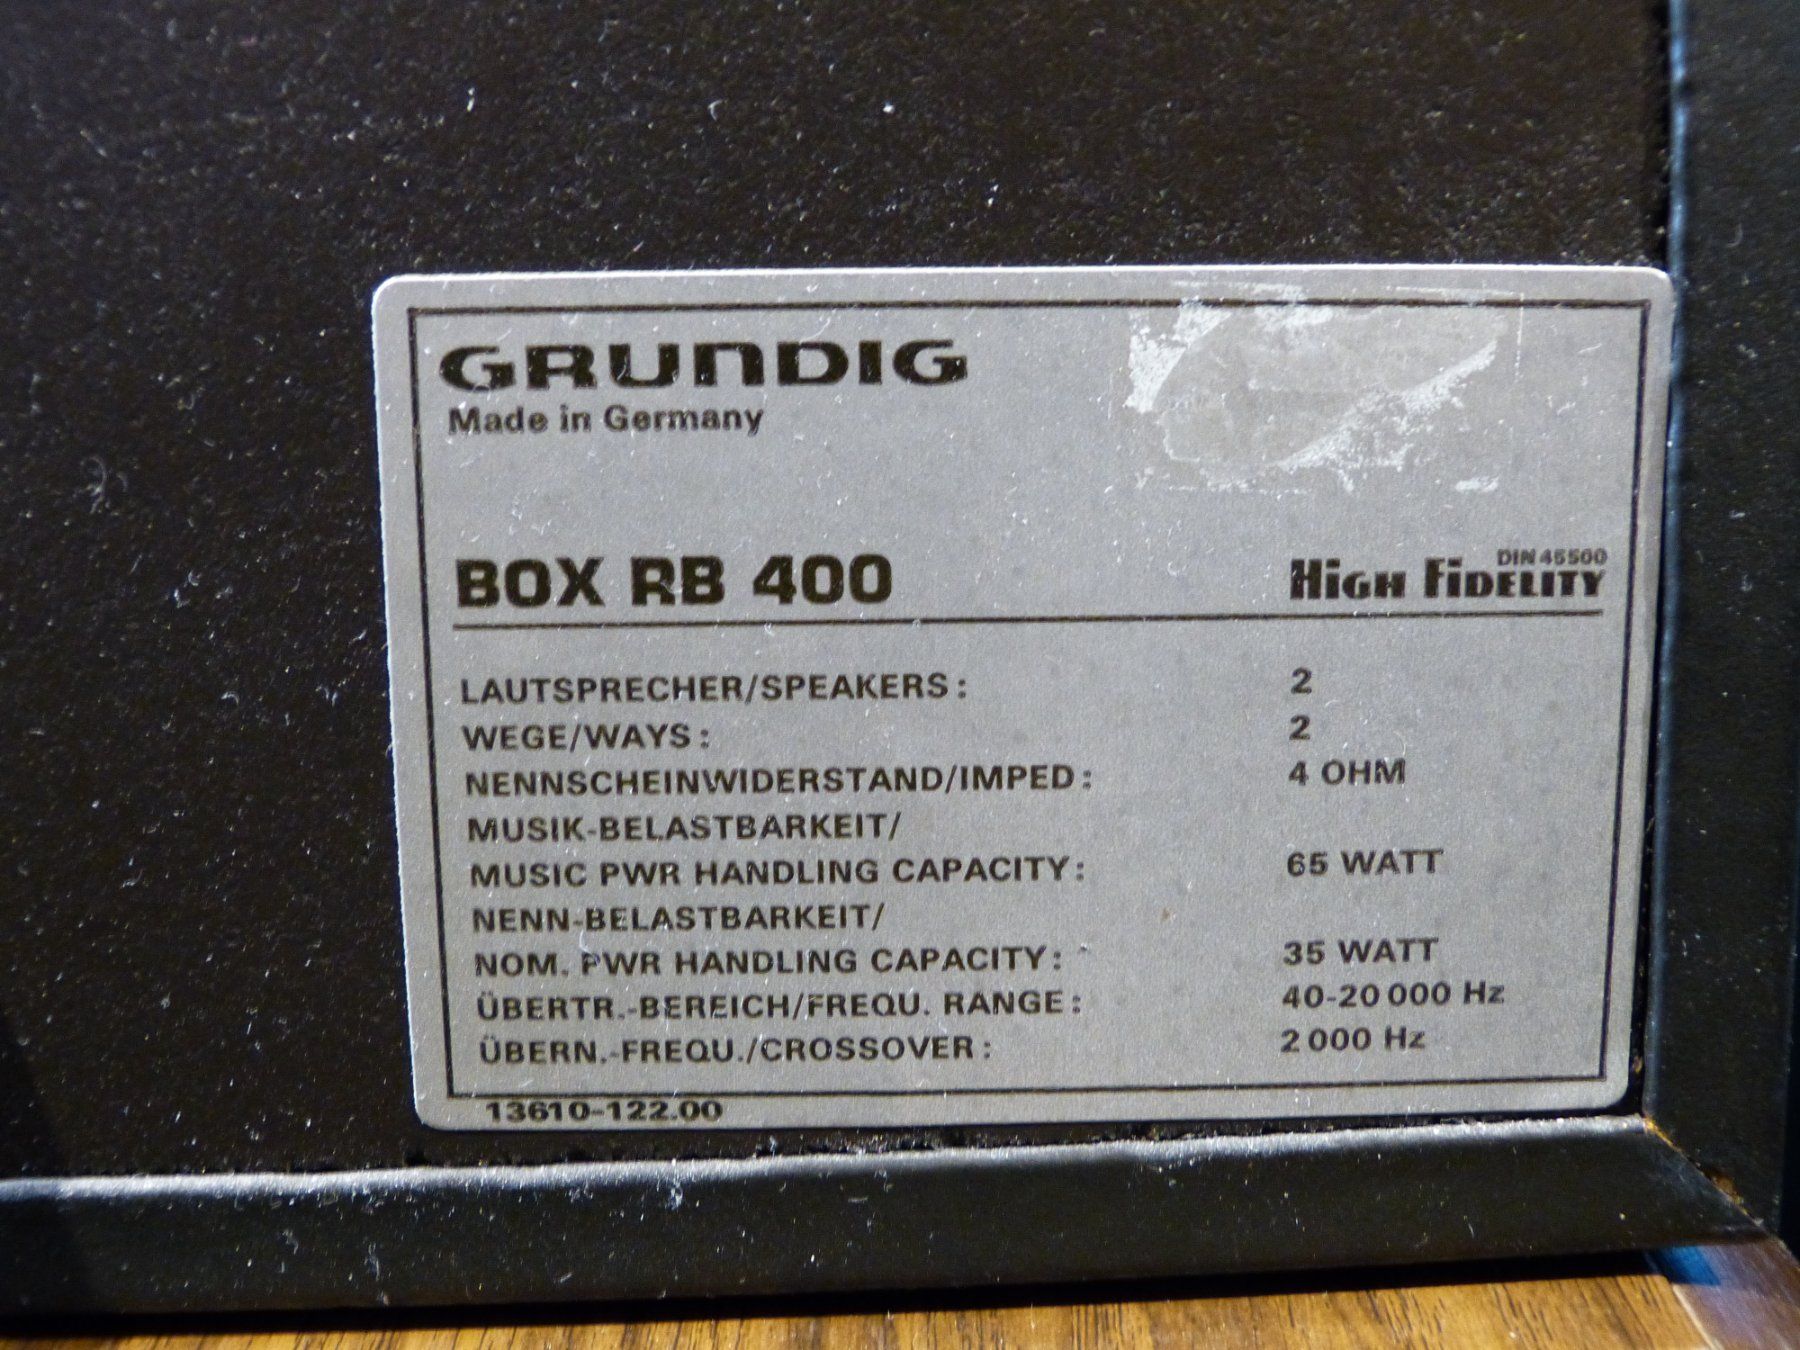 GRUNDIG
Made in Germany
DIN 45500
BOX RB 400 HIGH FIDELITY
LAUTSPRECHER/SPEAKERS: 2
WEGE/WAYS: 2
NENNSCHEINWIDERSTAND/IMPED: 4 OHM
MUSIK-BELASTBARKEIT/
MUSIC PWR HANDLING CAPACITY: 65 WATT
NENN-BELASTBARKEIT/
NOM. PWR HANDLING CAPACITY: 35 WATT
ÜBERTR.-BEREICH/FREQU. RANGE: 40-20 000 Hz
ÜBERN.-FREQU./CROSSOVER: 2 000 Hz
13610-122.00